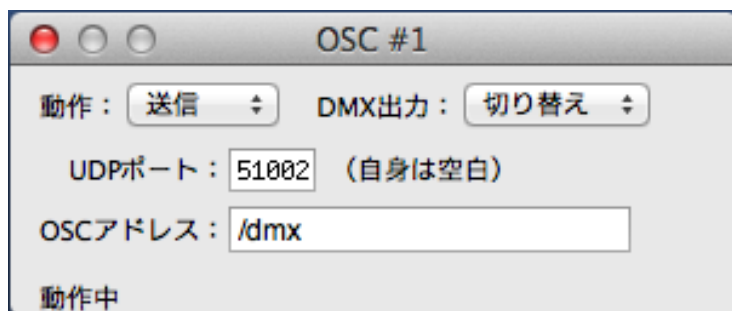 OSC #1
動作： 送信 DMX出力： 切り替え
UDPポート： 51002 （自身は空白）
OSCアドレス： /dmx
動作中